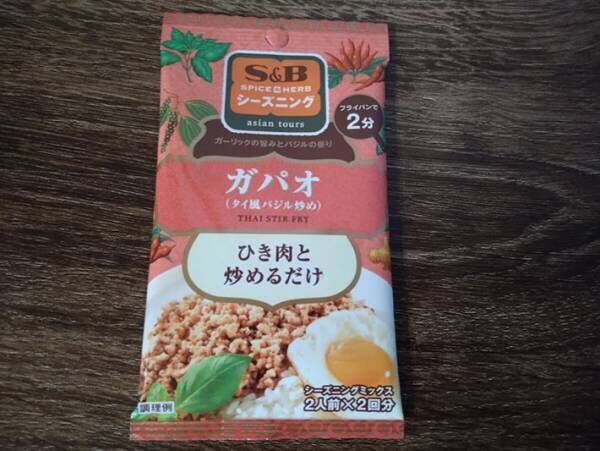 S&B
SPICE & HERB
シーズニング
asian tours
フライパンで
2分
ガーリックの旨みとバジルの香り
ガパオ
(タイ風バジル炒め)
THAI STIR FRY
ひき肉と
炒めるだけ
シーズニングミックス
2人前×2回分
調理例